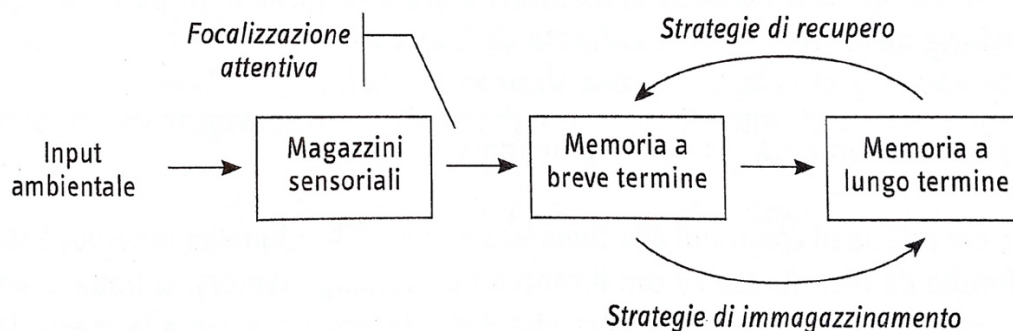 Focalizzazione
attentiva
Strategie di recupero
Input
ambientale
Magazzini
sensoriali
Memoria a
breve termine
Memoria a
lungo termine
Strategie di immagazzinamento